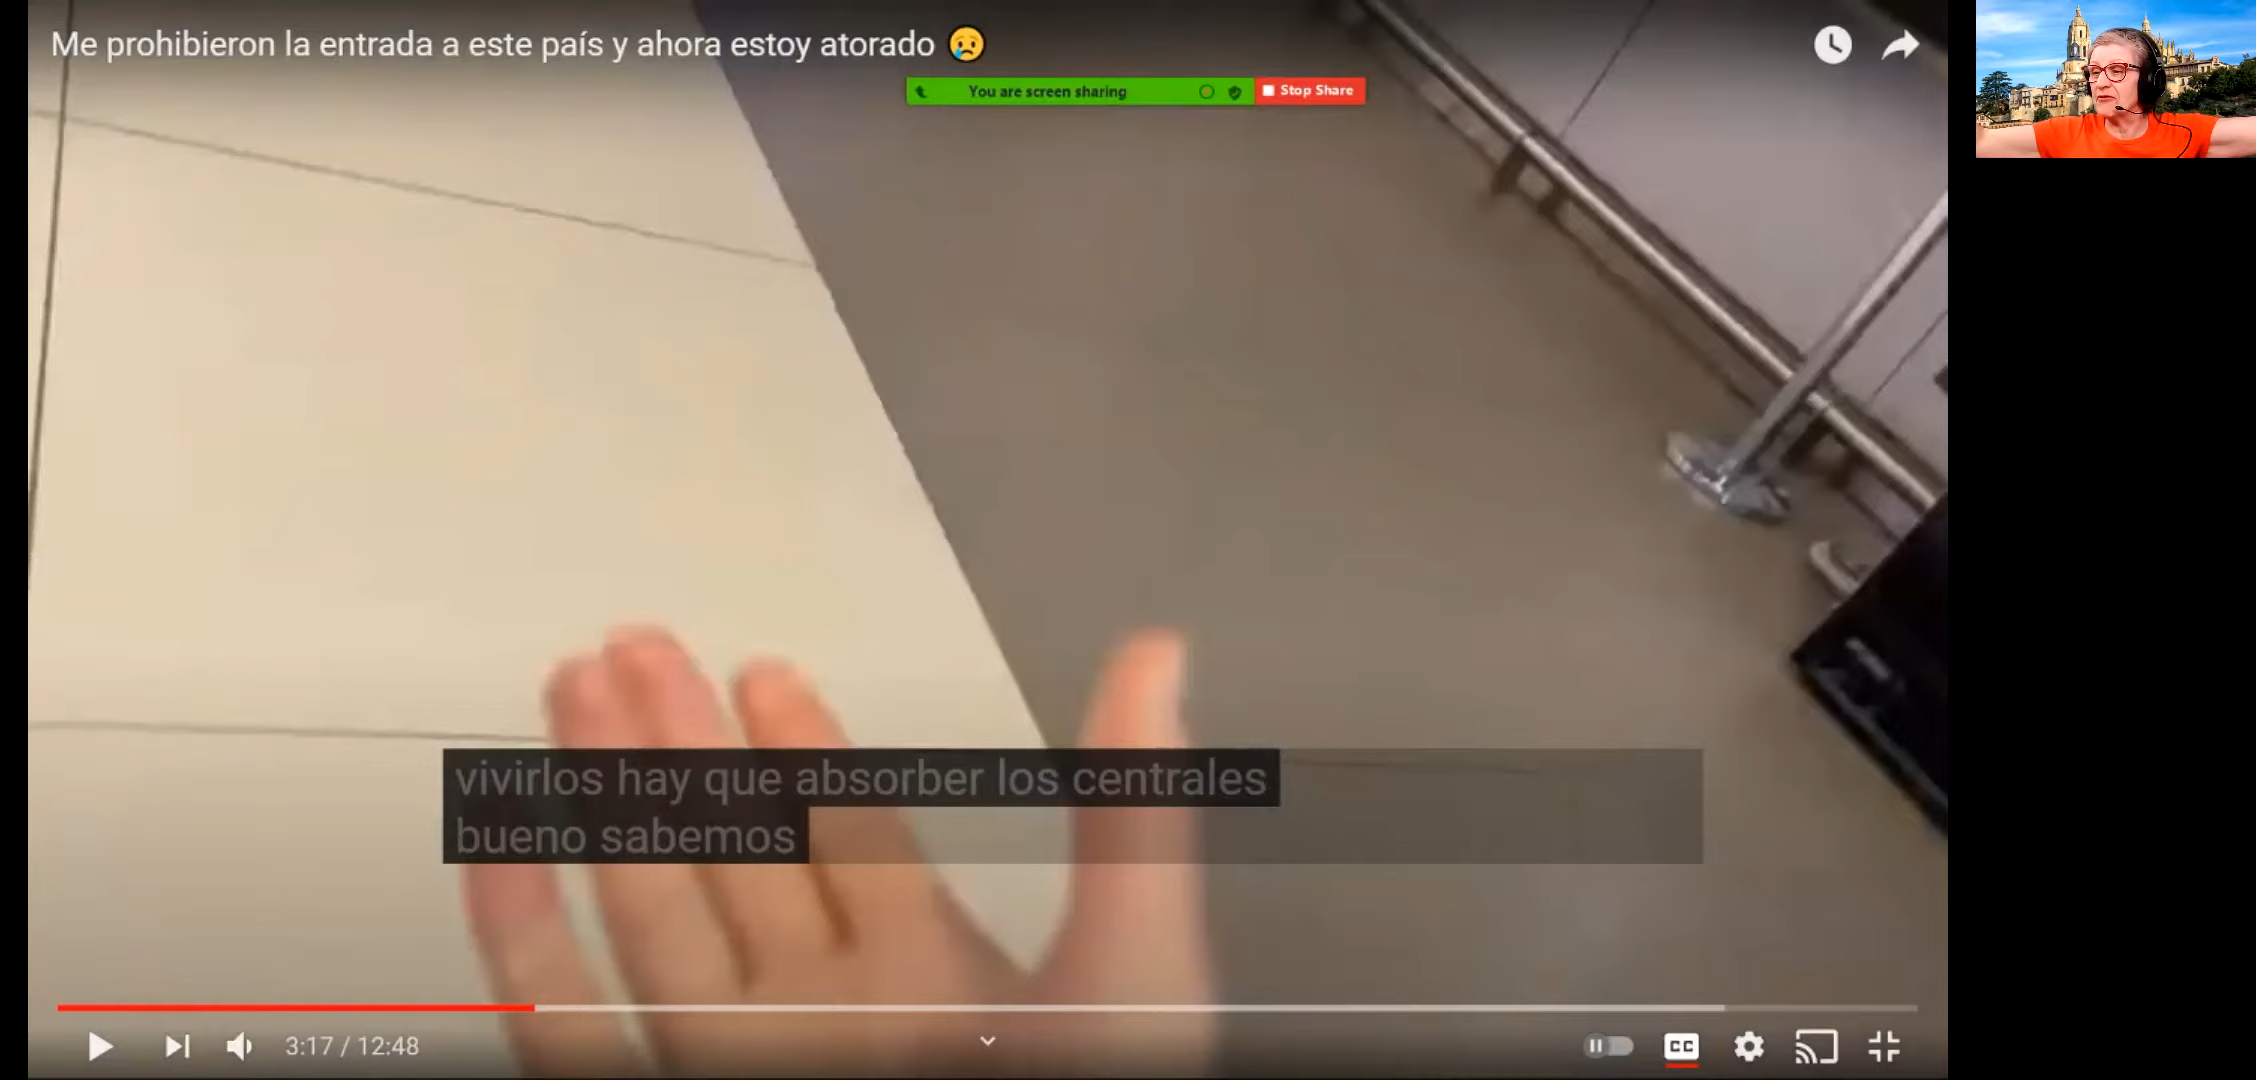 Me prohibieron la entrada a este país y ahora estoy atorado 😢
You are screen sharing
Stop Share
vivirlos hay que absorber los centrales
bueno sabemos
3:17 / 12:48
CC